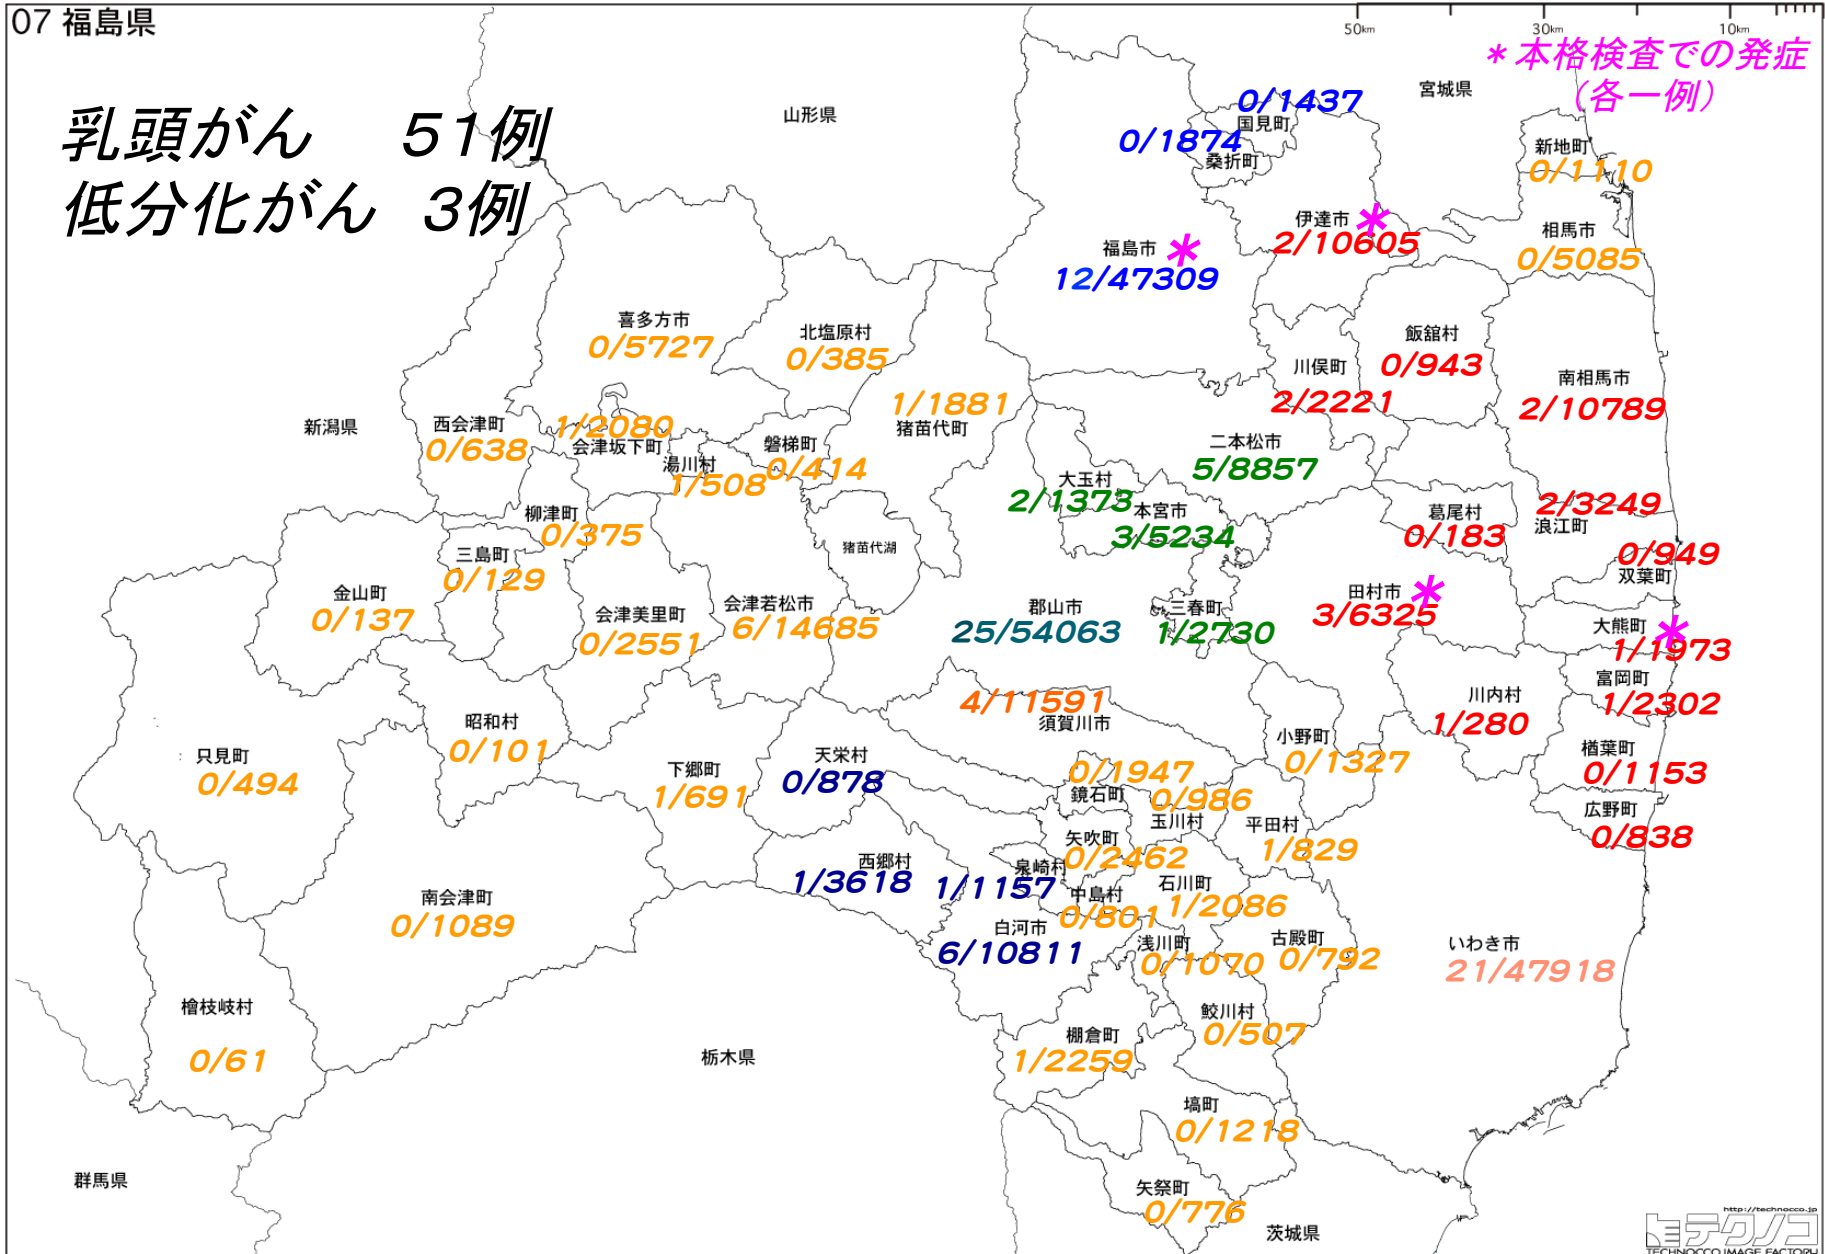 07 福島県
50km 30km 10km
＊本格検査での発症
（各一例）
乳頭がん 51例
低分化がん 3例
山形県
宮城県
0/1437
国見町
0/1874
桑折町
新地町
0/1110
伊達市 ＊
2/10605
相馬市
0/5085
福島市 ＊
12/47309
喜多方市
0/5727
北塩原村
0/385
飯舘村
0/943
川俣町
2/2221
南相馬市
2/10789
新潟県
西会津町
0/638
1/2080
会津坂下町
湯川村
1/508
磐梯町
0/414
1/1881
猪苗代町
二本松市
5/8857
大玉村
2/1373
本宮市
3/5234
葛尾村
0/183
2/3249
浪江町
0/949
双葉町
柳津町
0/375
三島町
0/129
金山町
0/137
会津美里町
0/2551
会津若松市
6/14685
猪苗代湖
郡山市
25/54063
三春町
1/2730
田村市 ＊
3/6325
大熊町 ＊
1/1973
富岡町
1/2302
川内村
1/280
楢葉町
0/1153
広野町
0/838
4/11591
須賀川市
小野町
0/1327
昭和村
0/101
只見町
0/494
下郷町
1/691
天栄村
0/878
0/1947
鏡石町
0/986
玉川村
平田村
1/829
矢吹町
0/2462
西郷村
1/3618
泉崎村
1/1157
中島村
0/801
石川町
1/2086
南会津町
0/1089
白河市
6/10811
浅川町
0/1070
古殿町
0/792
いわき市
21/47918
檜枝岐村
0/61
鮫川村
0/507
棚倉町
1/2259
栃木県
塙町
0/1218
群馬県
矢祭町
0/776
茨城県
http://technocco.jp
テクノコ
TECHNOCCO IMAGE FACTORY